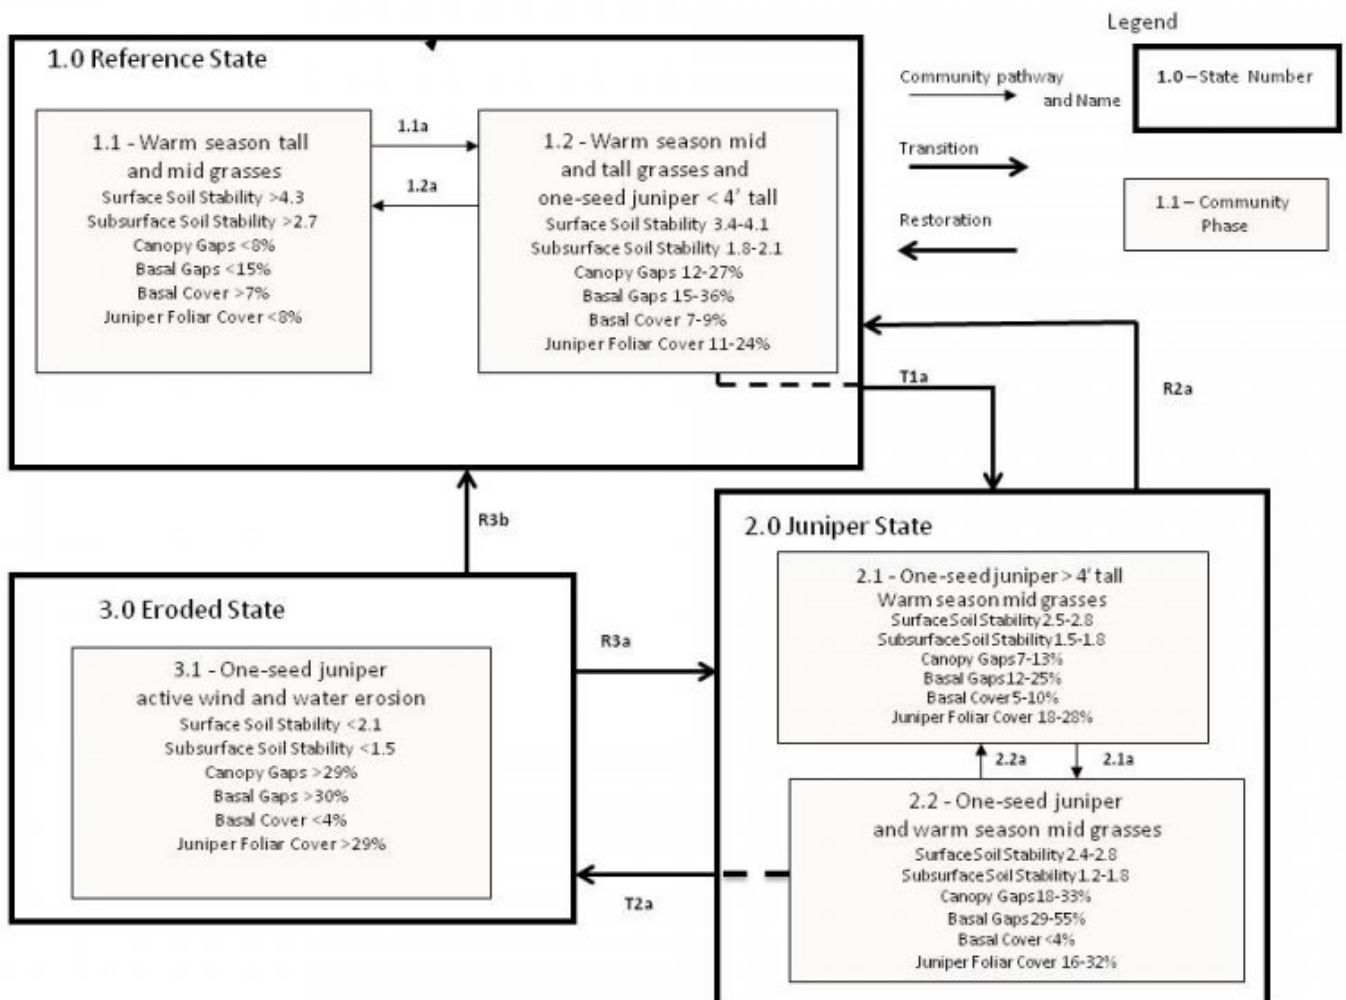 Legend
1.0 – State Number
Community pathway
and Name
Transition
1.1 – Community
Phase
Restoration
1.0 Reference State
1.1 - Warm season tall
and mid grasses
Surface Soil Stability >4.3
Subsurface Soil Stability >2.7
Canopy Gaps <8%
Basal Gaps <15%
Basal Cover >7%
Juniper Foliar Cover <8%
1.1a
1.2a
1.2 - Warm season mid
and tall grasses and
one-seed juniper < 4' tall
Surface Soil Stability 3.4-4.1
Subsurface Soil Stability 1.8-2.1
Canopy Gaps 12-27%
Basal Gaps 15-36%
Basal Cover 7-9%
Juniper Foliar Cover 11-24%
T1a
R2a
R3b
2.0 Juniper State
2.1 - One-seed juniper > 4' tall
Warm season mid grasses
Surface Soil Stability 2.5-2.8
Subsurface Soil Stability 1.5-1.8
Canopy Gaps 7-13%
Basal Gaps 12-25%
Basal Cover 5-10%
Juniper Foliar Cover 18-28%
2.2a
2.1a
2.2 - One-seed juniper
and warm season mid grasses
Surface Soil Stability 2.4-2.8
Subsurface Soil Stability 1.2-1.8
Canopy Gaps 18-33%
Basal Gaps 29-55%
Basal Cover <4%
Juniper Foliar Cover 16-32%
R3a
T2a
3.0 Eroded State
3.1 - One-seed juniper
active wind and water erosion
Surface Soil Stability <2.1
Subsurface Soil Stability <1.5
Canopy Gaps >29%
Basal Gaps >30%
Basal Cover <4%
Juniper Foliar Cover >29%